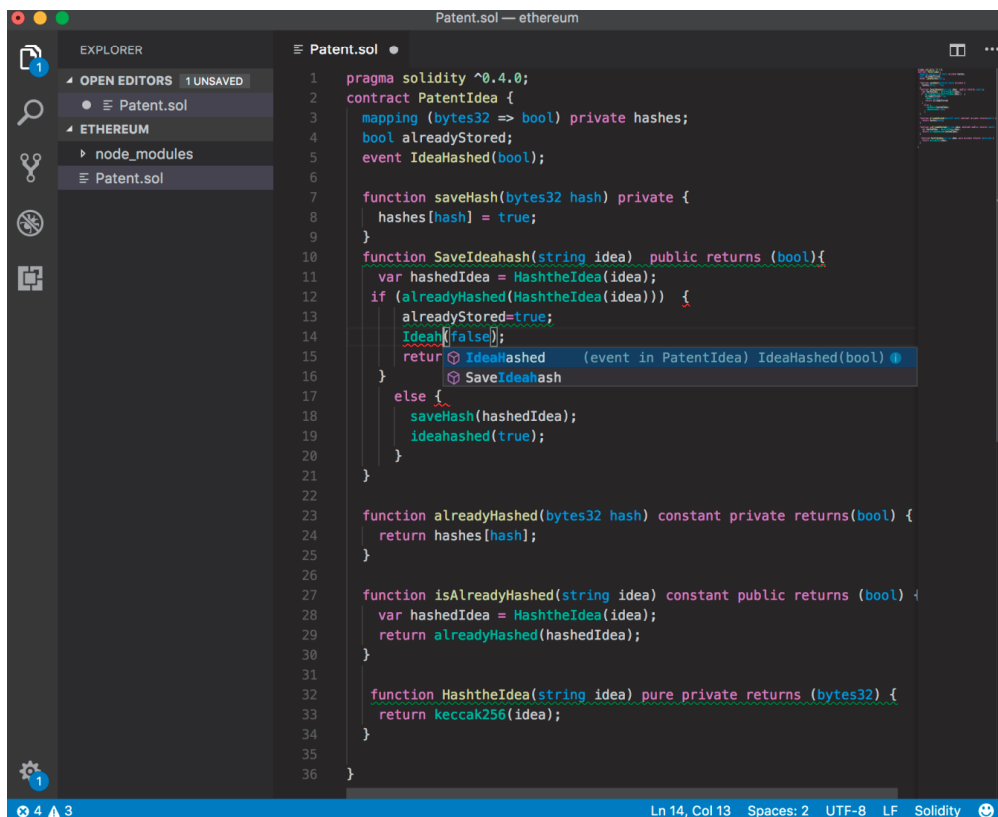 Patent.sol — ethereum
EXPLORER
OPEN EDITORS 1 UNSAVED
Patent.sol
ETHEREUM
node_modules
Patent.sol
1
1
Patent.sol
1 pragma solidity ^0.4.0;
2 contract PatentIdea {
3 mapping (bytes32 => bool) private hashes;
4 bool alreadyStored;
5 event IdeaHashed(bool);
6
7 function saveHash(bytes32 hash) private {
8 hashes[hash] = true;
9 }
10 function SaveIdeahash(string idea)  public returns (bool){
11 var hashedIdea = HashtheIdea(idea);
12 if (alreadyHashed(HashtheIdea(idea)))  {
13 alreadyStored=true;
14 Ideah(false);
15 retur
IdeaHashed (event in PatentIdea) IdeaHashed(bool)
SaveIdeahash
16 }
17 else {
18 saveHash(hashedIdea);
19 ideahashed(true);
20 }
21 }
22
23 function alreadyHashed(bytes32 hash) constant private returns(bool) {
24 return hashes[hash];
25 }
26
27 function isAlreadyHashed(string idea) constant public returns (bool) {
28 var hashedIdea = HashtheIdea(idea);
29 return alreadyHashed(hashedIdea);
30 }
31
32 function HashtheIdea(string idea) pure private returns (bytes32) {
33 return keccak256(idea);
34 }
35
36 }
4 3 Ln 14, Col 13 Spaces: 2 UTF-8 LF Solidity